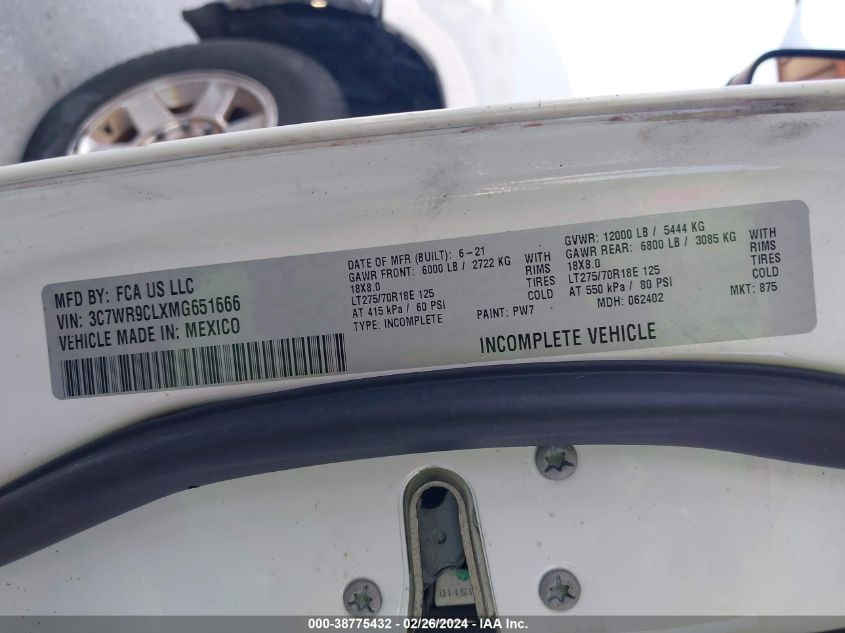 MFD BY: FCA US LLC
VIN: 3C7WR9CLXMG651666
VEHICLE MADE IN: MEXICO
DATE OF MFR (BUILT): 6-21
GAWR FRONT: 6000 LB / 2722 KG WITH
18X8.0 RIMS
LT275/70R18E 125 TIRES
AT 415 kPa / 60 PSI COLD
TYPE: INCOMPLETE
PAINT: PW7
GVWR: 12000 LB / 5444 KG
GAWR REAR: 6800 LB / 3085 KG WITH
18X8.0 RIMS
LT275/70R18E 125 TIRES
AT 550 kPa / 80 PSI COLD
MDH: 062402
MKT: 875
INCOMPLETE VEHICLE
000-38775432 - 02/26/2024 - IAA Inc.